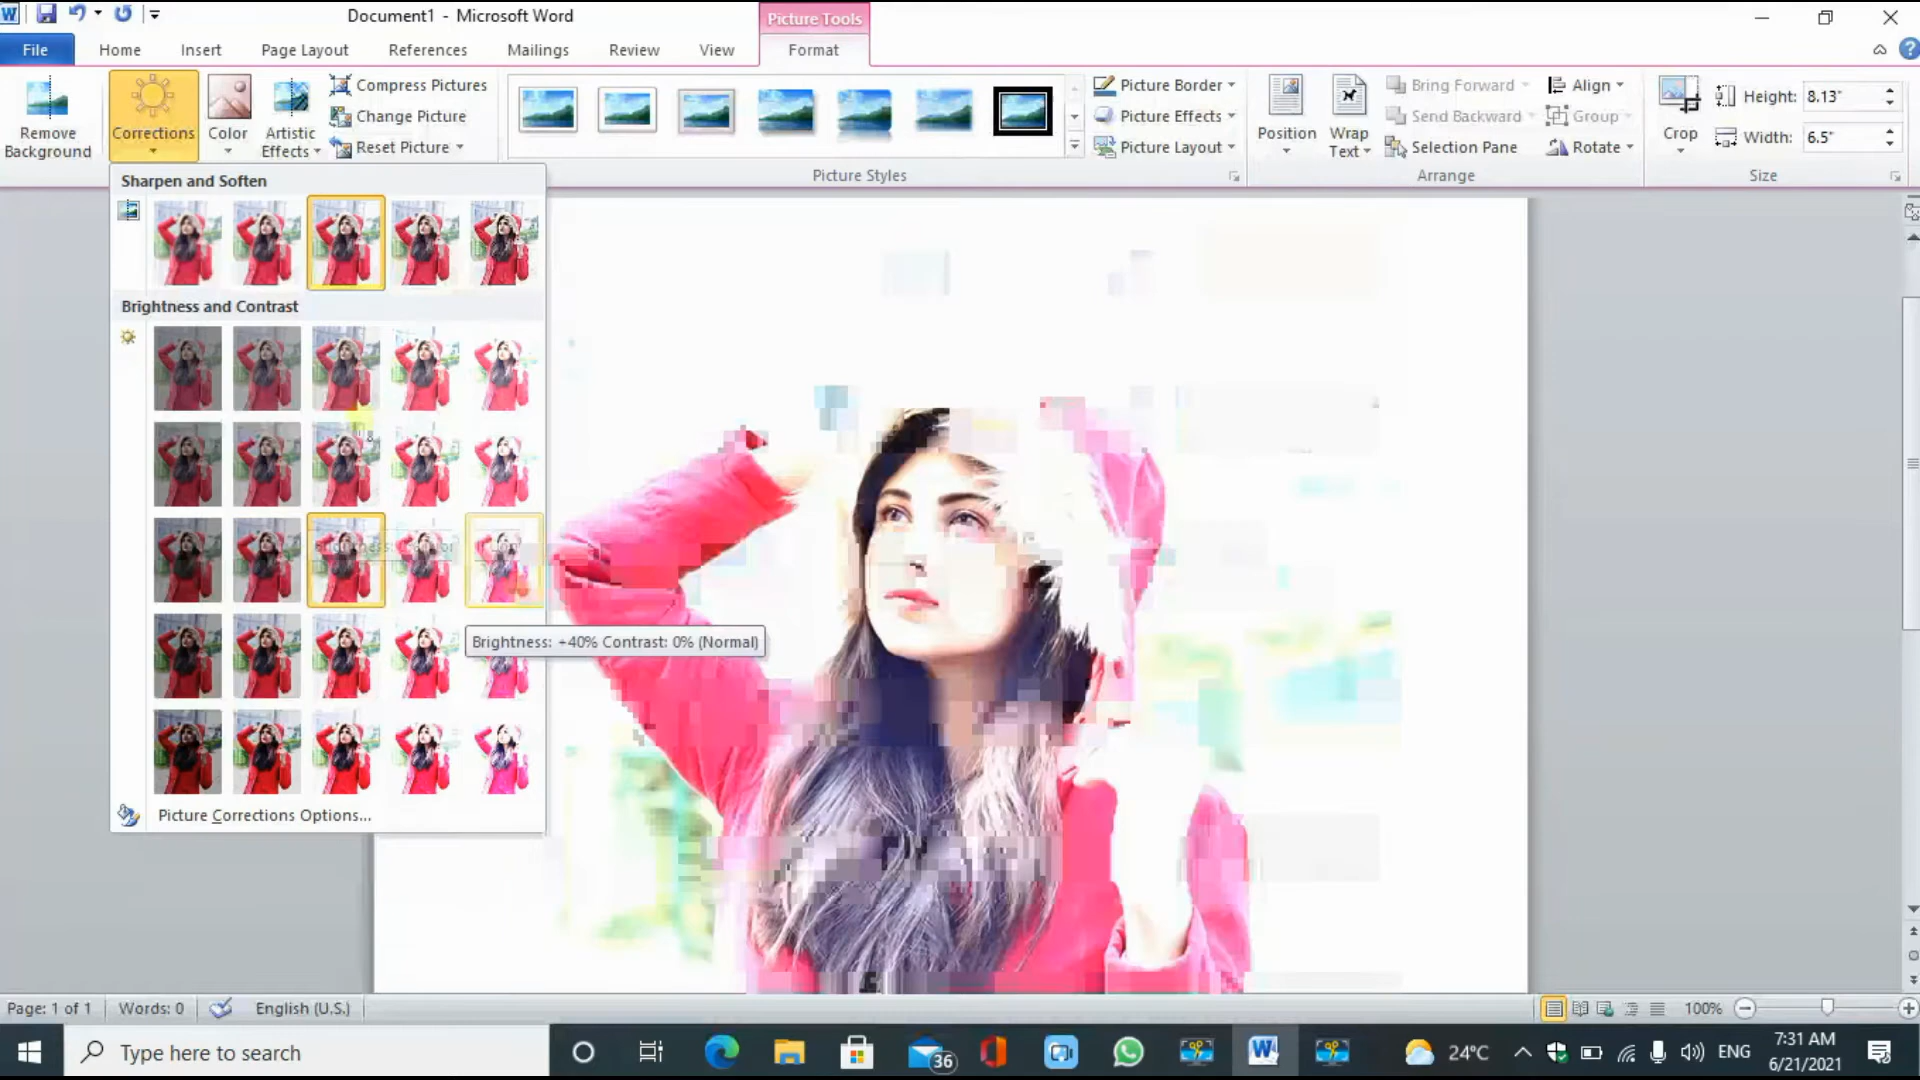 Document1 - Microsoft Word
Picture Tools
File Home Insert Page Layout References Mailings Review View Format
Remove Background
Corrections
Color
Artistic Effects
Compress Pictures
Change Picture
Reset Picture
Picture Styles
Picture Border
Picture Effects
Picture Layout
Position
Wrap Text
Bring Forward
Send Backward
Selection Pane
Align
Group
Rotate
Arrange
Crop
Height: 8.13"
Width: 6.5"
Size
Sharpen and Soften
Brightness and Contrast
Brightness: +40% Contrast: 0% (Normal)
Picture Corrections Options...
Page: 1 of 1 Words: 0 English (U.S.) 100%
Type here to search
36
24°C ENG
7:31 AM
6/21/2021